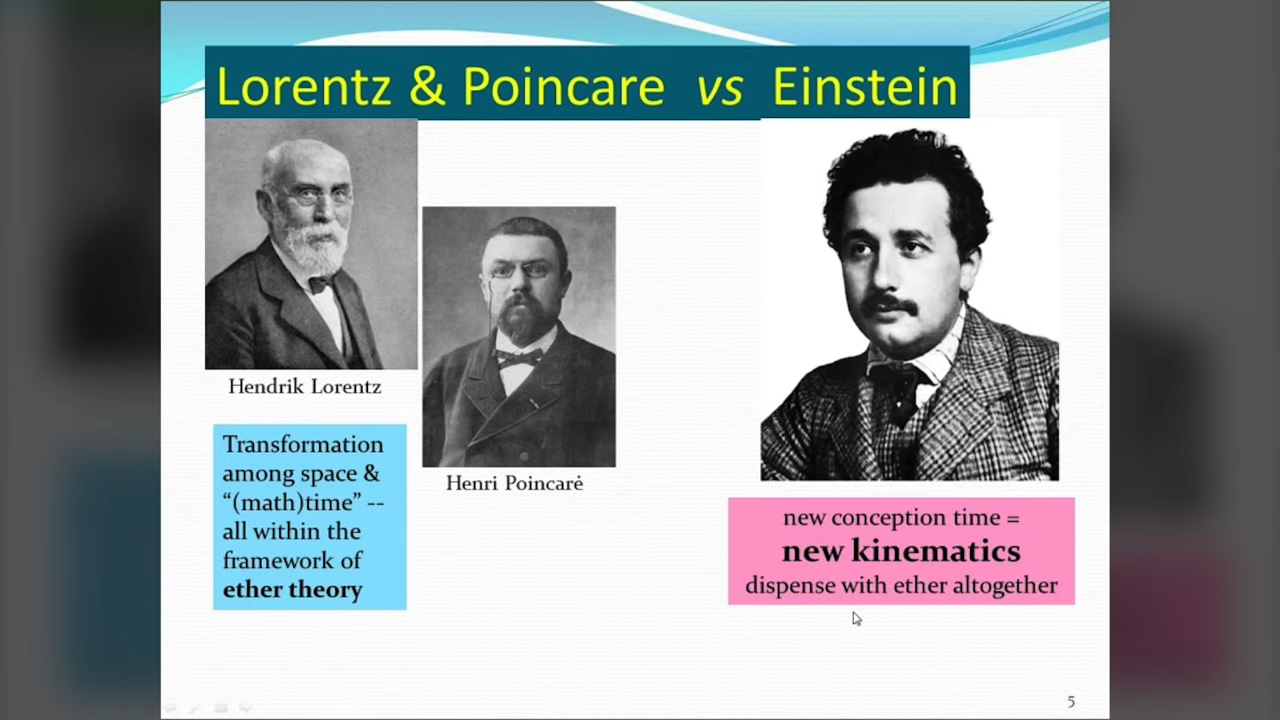 Lorentz & Poincare vs Einstein
Hendrik Lorentz
Henri Poincarė
Transformation
among space &
“(math)time” --
all within the
framework of
ether theory
new conception time =
new kinematics
dispense with ether altogether
5